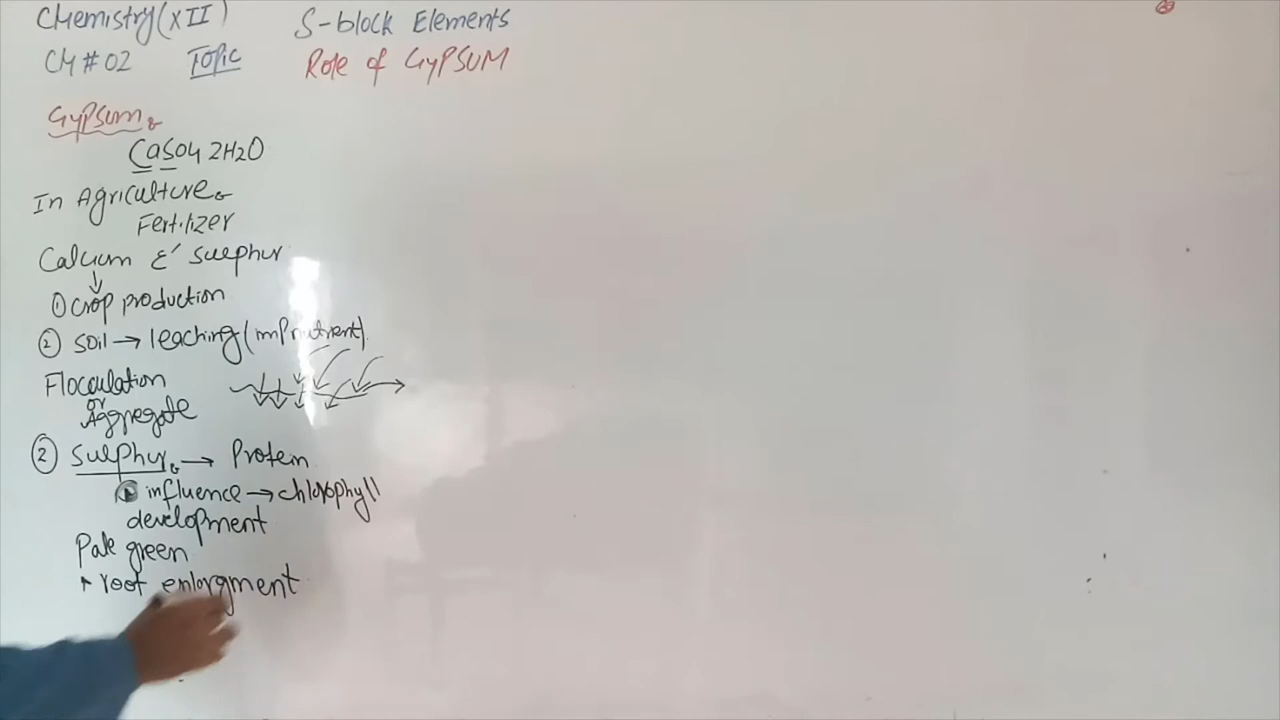 Chemistry(XII)
S-block Elements
CH # 02
Topic
Role of GYPSUM
Gypsum
CaSO4 2H2O
In Agriculture
Fertilizer
Calcium & sulphur
① crop production
② soil → leaching (imp nutrient)
Flocculation
or
Aggregate
② Sulphur → Protein
influence → chlorophyll
development
Pale green
root enlargment